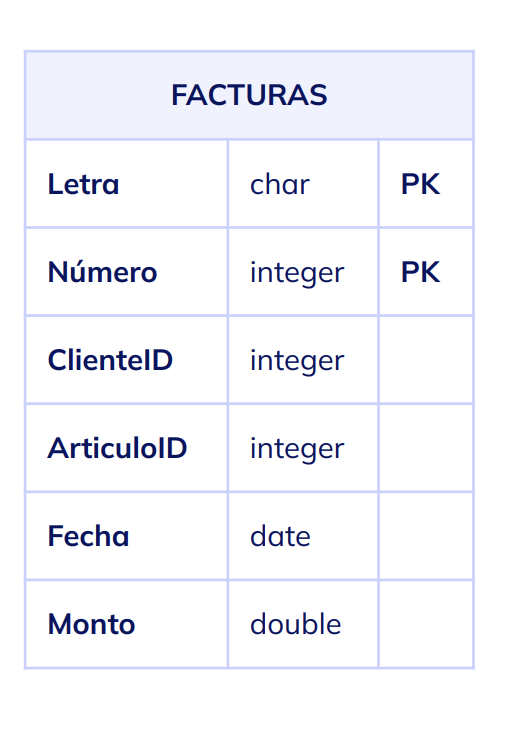 FACTURAS
Letra char PK
Número integer PK
ClienteID integer
ArticuloID integer
Fecha date
Monto double